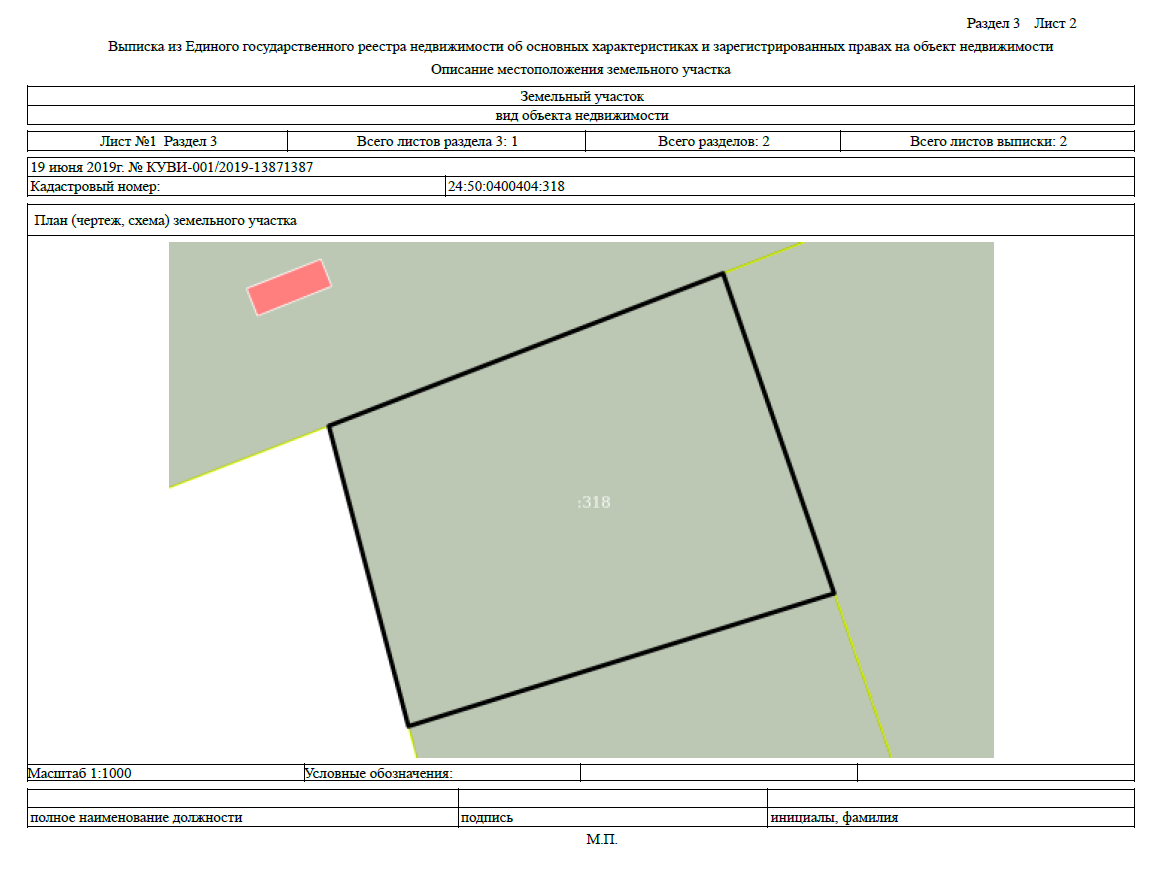 Раздел 3 Лист 2
Выписка из Единого государственного реестра недвижимости об основных характеристиках и зарегистрированных правах на объект недвижимости
Описание местоположения земельного участка
Земельный участок
вид объекта недвижимости
Лист №1 Раздел 3 Всего листов раздела 3: 1 Всего разделов: 2 Всего листов выписки: 2
19 июня 2019г. № КУВИ-001/2019-13871387
Кадастровый номер: 24:50:0400404:318
План (чертеж, схема) земельного участка
:318
Масштаб 1:1000 Условные обозначения:
полное наименование должности подпись инициалы, фамилия
М.П.